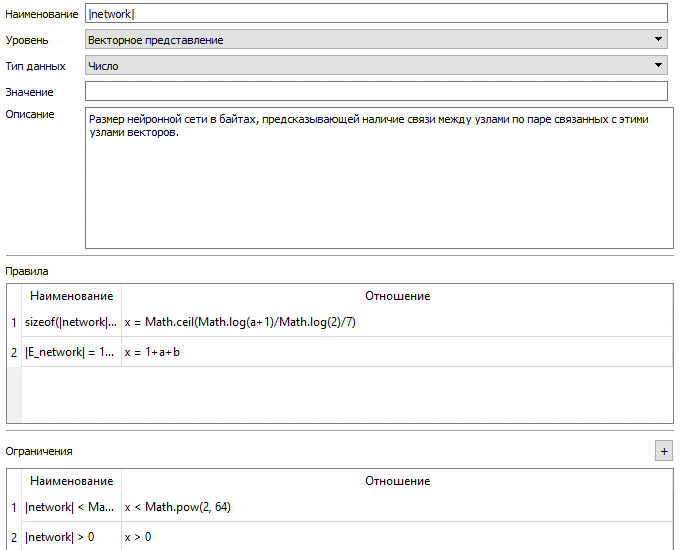 Наименование |network|
Уровень Векторное представление
Тип данных Число
Значение
Описание Размер нейронной сети в байтах, предсказывающей наличие связи между узлами по паре связанных с этими
узлами векторов.
Правила
Наименование Отношение
1 sizeof(|network|... x = Math.ceil(Math.log(a+1)/Math.log(2)/7)
2 |E_network| = 1... x = 1+a+b
Ограничения +
Наименование Отношение
1 |network| < Ma... x < Math.pow(2, 64)
2 |network| > 0 x > 0